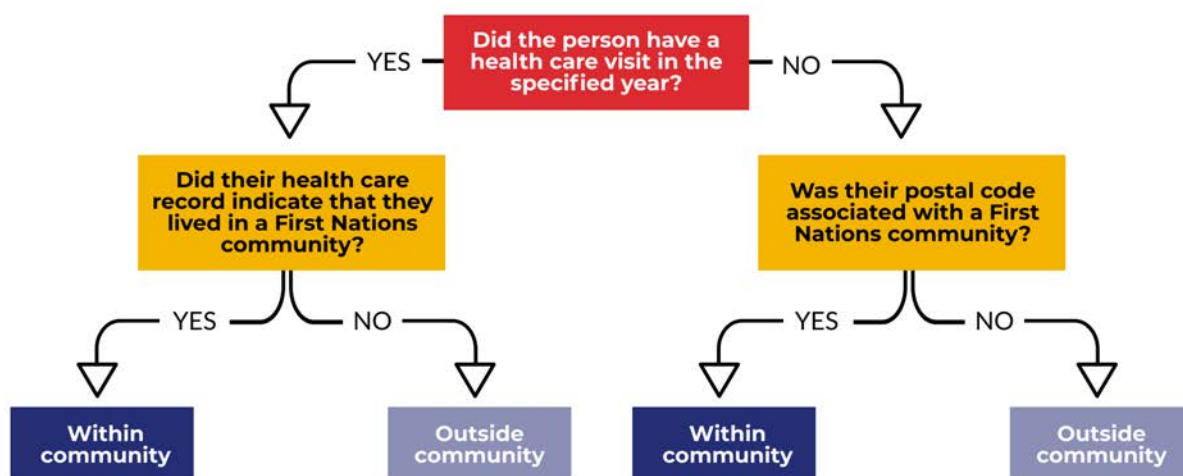 Did the person have a
health care visit in the
specified year?
YES
NO
Did their health care
record indicate that they
lived in a First Nations
community?
Was their postal code
associated with a First
Nations community?
YES
NO
YES
NO
Within
community
Outside
community
Within
community
Outside
community